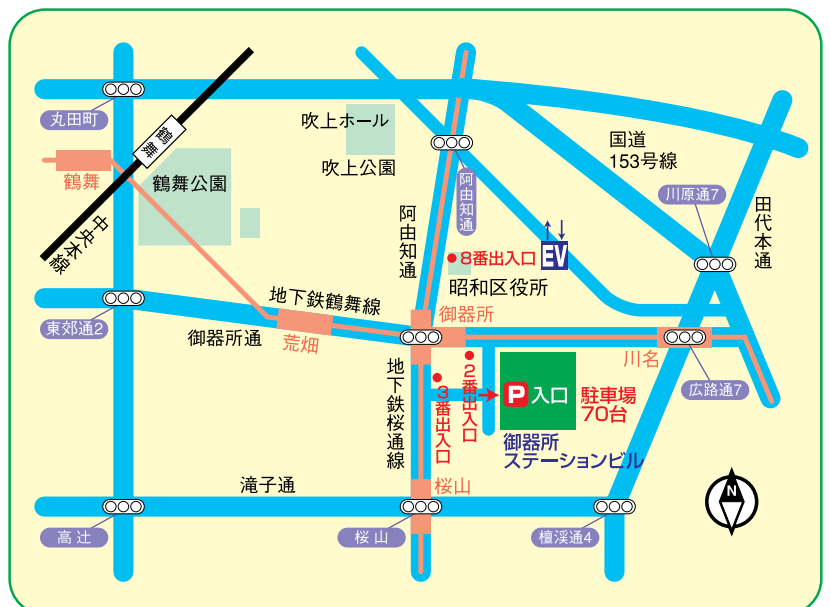 丸田町
鶴舞
鶴舞
鶴舞公園
中央本線
吹上ホール
吹上公園
阿由知通
阿由知通
国道
153号線
川原通7
田代本通
8番出入口
EV
昭和区役所
東郊通2
地下鉄鶴舞線
御器所通
荒畑
御器所
川名
広路通7
地下鉄桜通線
3番出入口
2番出入口
P 入口
駐車場
70台
御器所
ステーションビル
滝子通
桜山
高辻
桜山
檀渓通4
N